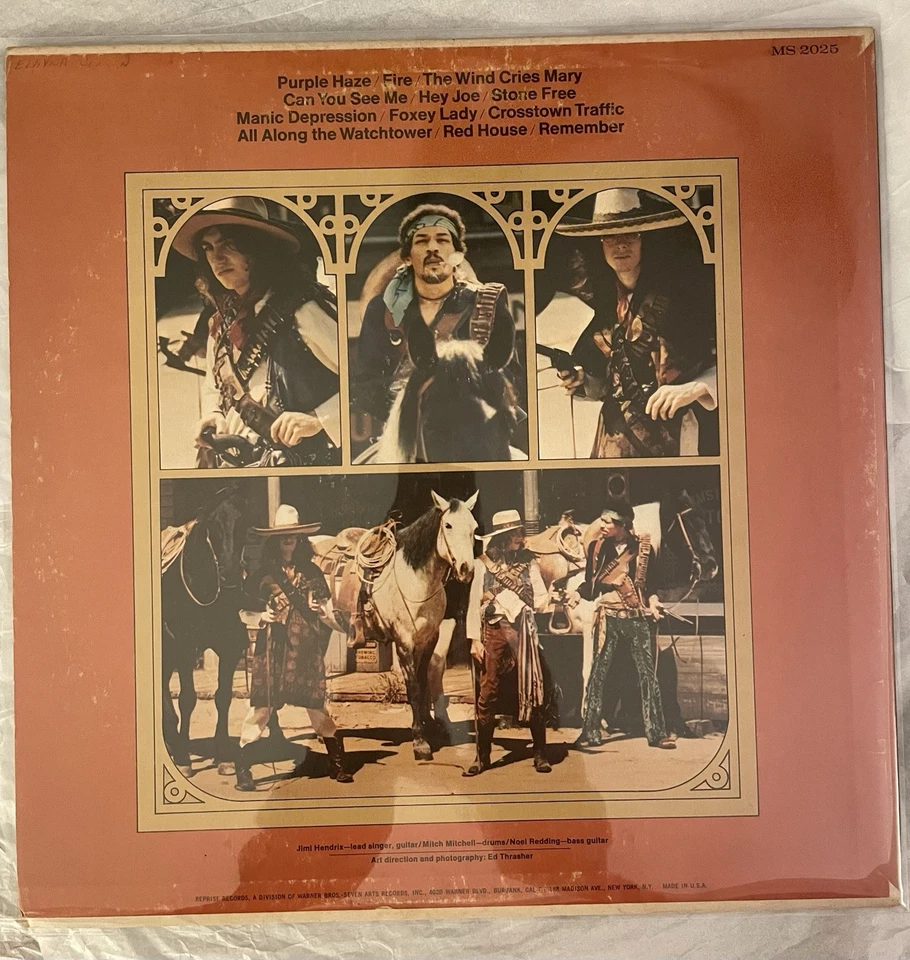 MS 2025
Purple Haze / Fire / The Wind Cries Mary
Can You See Me / Hey Joe / Stone Free
Manic Depression / Foxey Lady / Crosstown Traffic
All Along the Watchtower / Red House / Remember
Jimi Hendrix—lead singer, guitar/Mitch Mitchell—drums/Noel Redding—bass guitar
Art direction and photography: Ed Thrasher
REPRISE RECORDS, A DIVISION OF WARNER BROS.-SEVEN ARTS RECORDS, INC., 4000 WARNER BLVD., BURBANK, CAL. MADISON AVE., NEW YORK, N.Y. MADE IN U.S.A.